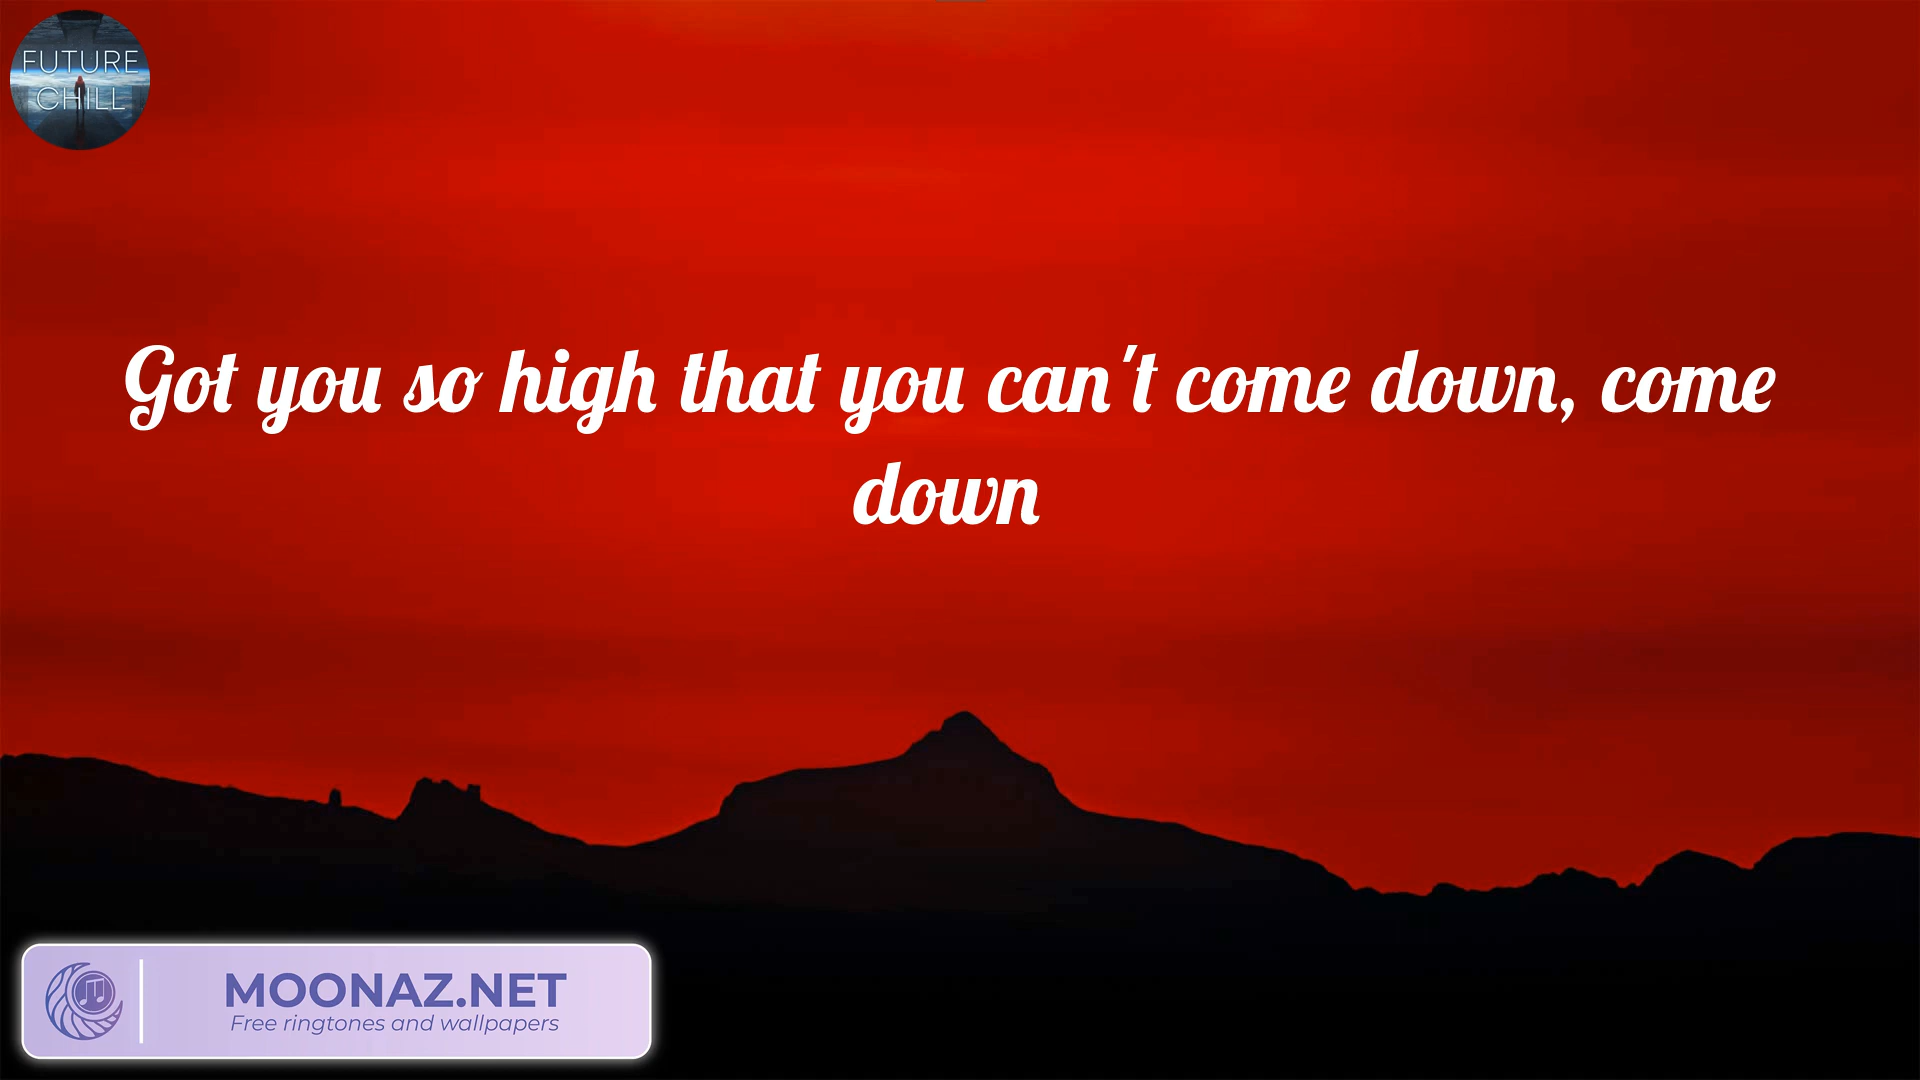 FUTURE
CHILL
Got you so high that you can't come down, come
down
MOONAZ.NET
Free ringtones and wallpapers